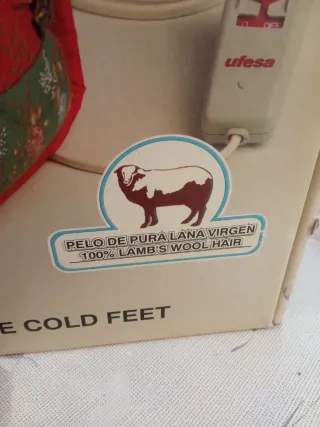 ufesa
PELO DE PURA LANA VIRGEN
100% LAMB'S WOOL HAIR
E COLD FEET